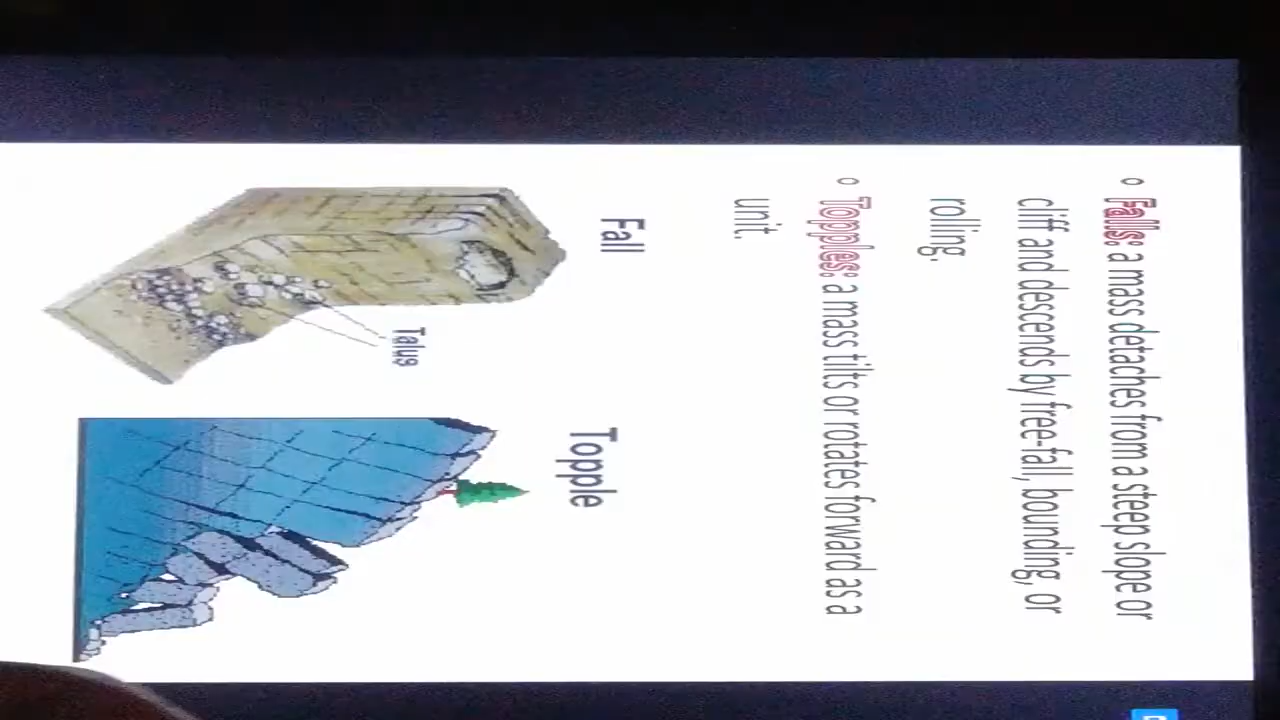 ○ Falls: a mass detaches from a steep slope or
cliff and descends by free-fall, bounding, or
rolling.
○ Topples: a mass tilts or rotates forward as a
unit.
Fall
Topple
Talus